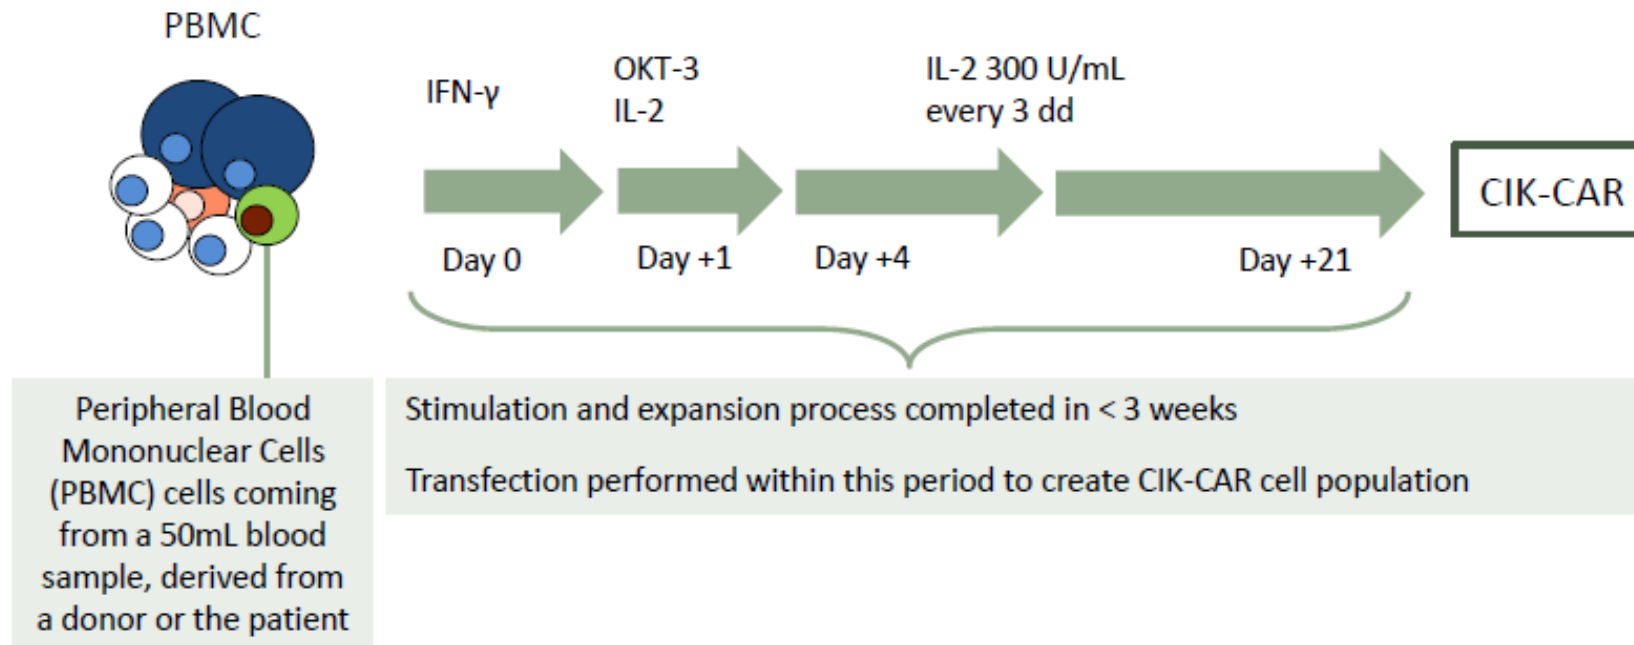 PBMC
IFN-γ
OKT-3
IL-2
IL-2 300 U/mL
every 3 dd
Day 0
Day +1
Day +4
Day +21
CIK-CAR
Peripheral Blood
Mononuclear Cells
(PBMC) cells coming
from a 50mL blood
sample, derived from
a donor or the patient
Stimulation and expansion process completed in < 3 weeks
Transfection performed within this period to create CIK-CAR cell population